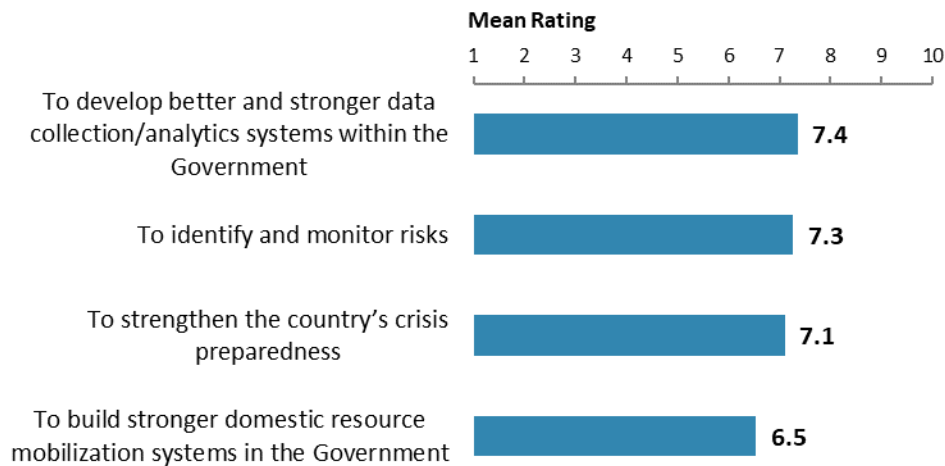 Mean Rating
1 2 3 4 5 6 7 8 9 10
To develop better and stronger data
collection/analytics systems within the
Government
7.4
To identify and monitor risks
7.3
To strengthen the country’s crisis
preparedness
7.1
To build stronger domestic resource
mobilization systems in the Government
6.5